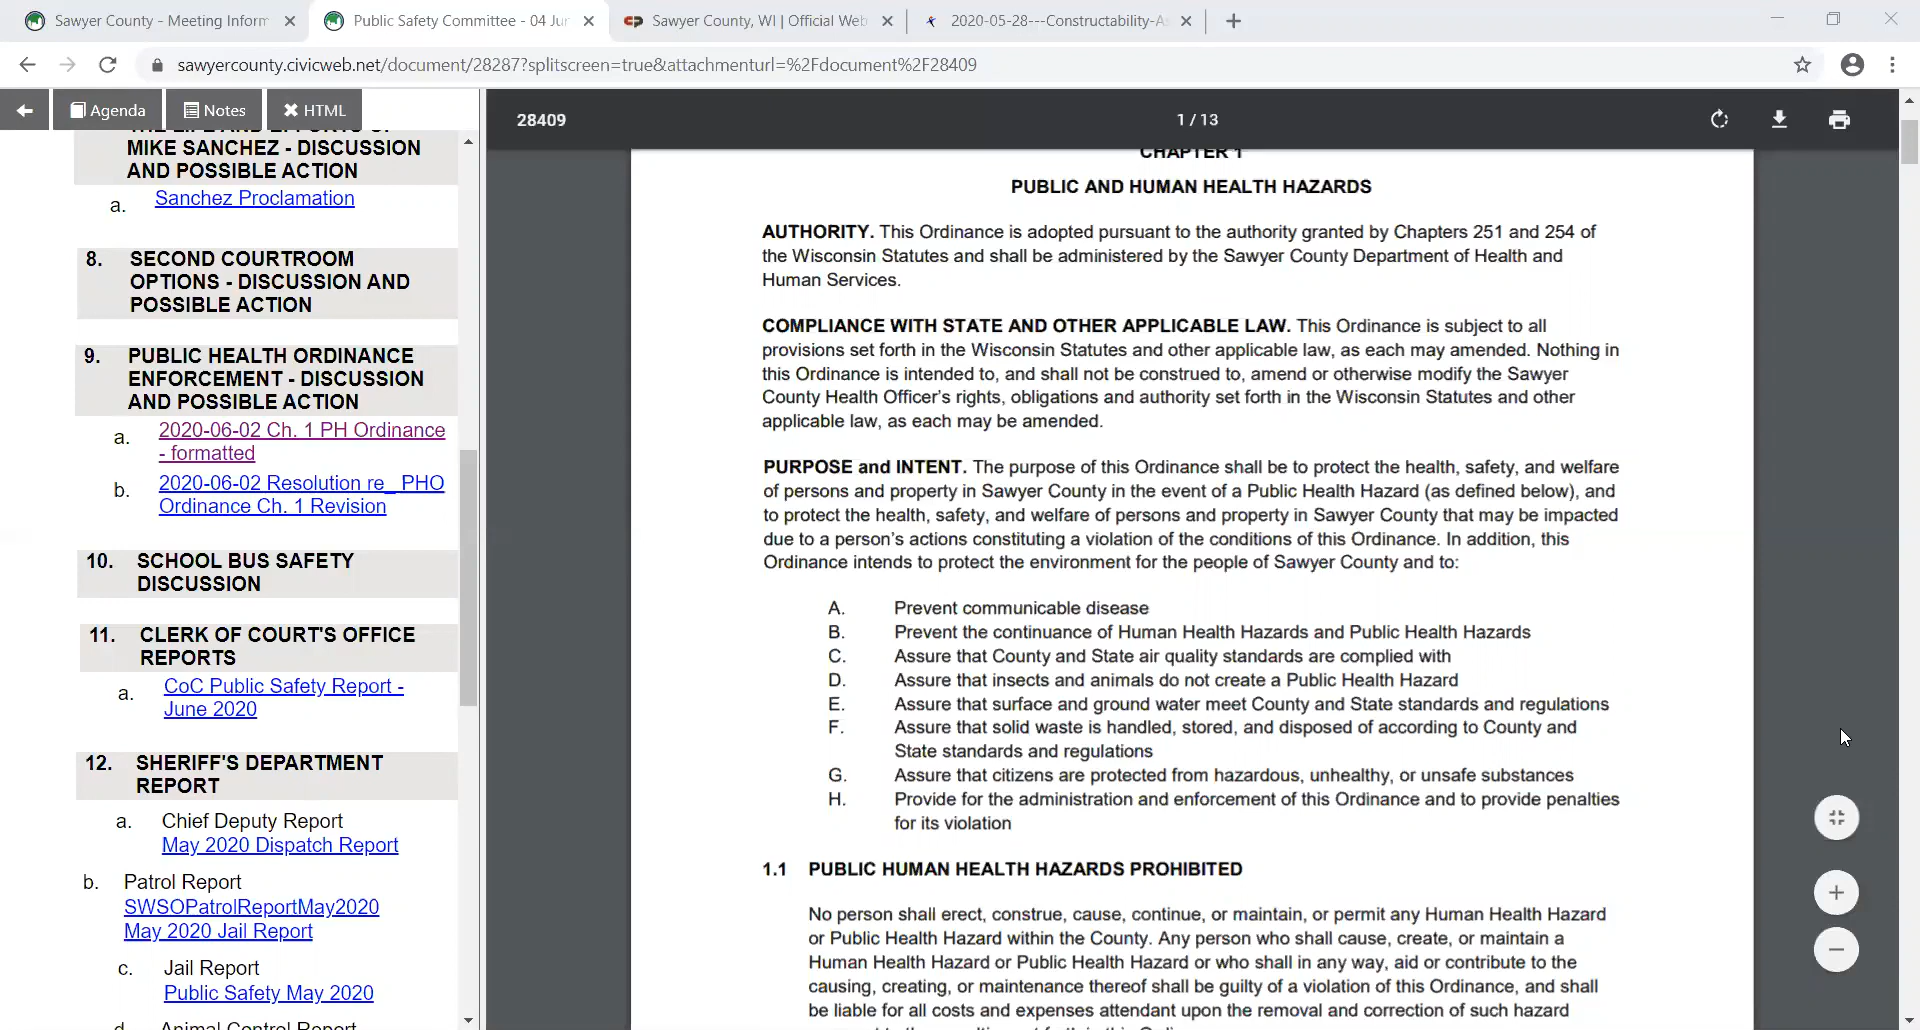 Sawyer County - Meeting Inform
Public Safety Committee - 04 Jun
Sawyer County, WI | Official Web
2020-05-28---Constructability-As
sawyercounty.civicweb.net/document/28287?splitscreen=true&attachmenturl=%2Fdocument%2F28409
Agenda
Notes
HTML
28409
1 / 13
THE LIFE AND EFFORTS OF
MIKE SANCHEZ - DISCUSSION
AND POSSIBLE ACTION
a. Sanchez Proclamation
8. SECOND COURTROOM
OPTIONS - DISCUSSION AND
POSSIBLE ACTION
9. PUBLIC HEALTH ORDINANCE
ENFORCEMENT - DISCUSSION
AND POSSIBLE ACTION
a. 2020-06-02 Ch. 1 PH Ordinance
- formatted
b. 2020-06-02 Resolution re_ PHO
Ordinance Ch. 1 Revision
10. SCHOOL BUS SAFETY
DISCUSSION
11. CLERK OF COURT'S OFFICE
REPORTS
a. CoC Public Safety Report -
June 2020
12. SHERIFF'S DEPARTMENT
REPORT
a. Chief Deputy Report
May 2020 Dispatch Report
b. Patrol Report
SWSOPatrolReportMay2020
May 2020 Jail Report
c. Jail Report
Public Safety May 2020
d. Animal Control Report
CHAPTER 1
PUBLIC AND HUMAN HEALTH HAZARDS
AUTHORITY. This Ordinance is adopted pursuant to the authority granted by Chapters 251 and 254 of
the Wisconsin Statutes and shall be administered by the Sawyer County Department of Health and
Human Services.
COMPLIANCE WITH STATE AND OTHER APPLICABLE LAW. This Ordinance is subject to all
provisions set forth in the Wisconsin Statutes and other applicable law, as each may amended. Nothing in
this Ordinance is intended to, and shall not be construed to, amend or otherwise modify the Sawyer
County Health Officer's rights, obligations and authority set forth in the Wisconsin Statutes and other
applicable law, as each may be amended.
PURPOSE and INTENT. The purpose of this Ordinance shall be to protect the health, safety, and welfare
of persons and property in Sawyer County in the event of a Public Health Hazard (as defined below), and
to protect the health, safety, and welfare of persons and property in Sawyer County that may be impacted
due to a person's actions constituting a violation of the conditions of this Ordinance. In addition, this
Ordinance intends to protect the environment for the people of Sawyer County and to:
A. Prevent communicable disease
B. Prevent the continuance of Human Health Hazards and Public Health Hazards
C. Assure that County and State air quality standards are complied with
D. Assure that insects and animals do not create a Public Health Hazard
E. Assure that surface and ground water meet County and State standards and regulations
F. Assure that solid waste is handled, stored, and disposed of according to County and
State standards and regulations
G. Assure that citizens are protected from hazardous, unhealthy, or unsafe substances
H. Provide for the administration and enforcement of this Ordinance and to provide penalties
for its violation
1.1 PUBLIC HUMAN HEALTH HAZARDS PROHIBITED
No person shall erect, construe, cause, continue, or maintain, or permit any Human Health Hazard
or Public Health Hazard within the County. Any person who shall cause, create, or maintain a
Human Health Hazard or Public Health Hazard or who shall in any way, aid or contribute to the
causing, creating, or maintenance thereof shall be guilty of a violation of this Ordinance, and shall
be liable for all costs and expenses attendant upon the removal and correction of such hazard